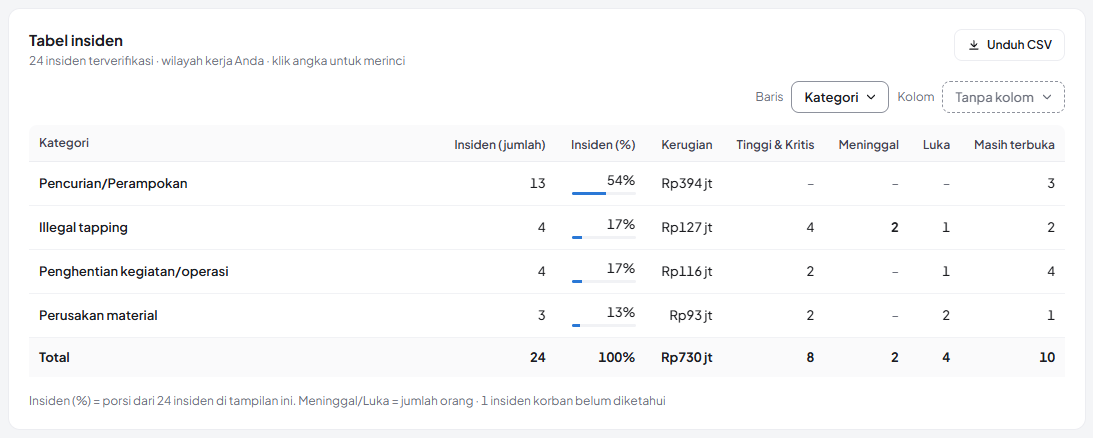 Tabel insiden
24 insiden terverifikasi · wilayah kerja Anda · klik angka untuk merinci
Unduh CSV
Baris Kategori Kolom Tanpa kolom
Kategori Insiden (jumlah) Insiden (%) Kerugian Tinggi & Kritis Meninggal Luka Masih terbuka
Pencurian/Perampokan 13 54% Rp394 jt – – – 3
Illegal tapping 4 17% Rp127 jt 4 2 1 2
Penghentian kegiatan/operasi 4 17% Rp116 jt 2 – 1 4
Perusakan material 3 13% Rp93 jt 2 – 2 1
Total 24 100% Rp730 jt 8 2 4 10
Insiden (%) = porsi dari 24 insiden di tampilan ini. Meninggal/Luka = jumlah orang · 1 insiden korban belum diketahui